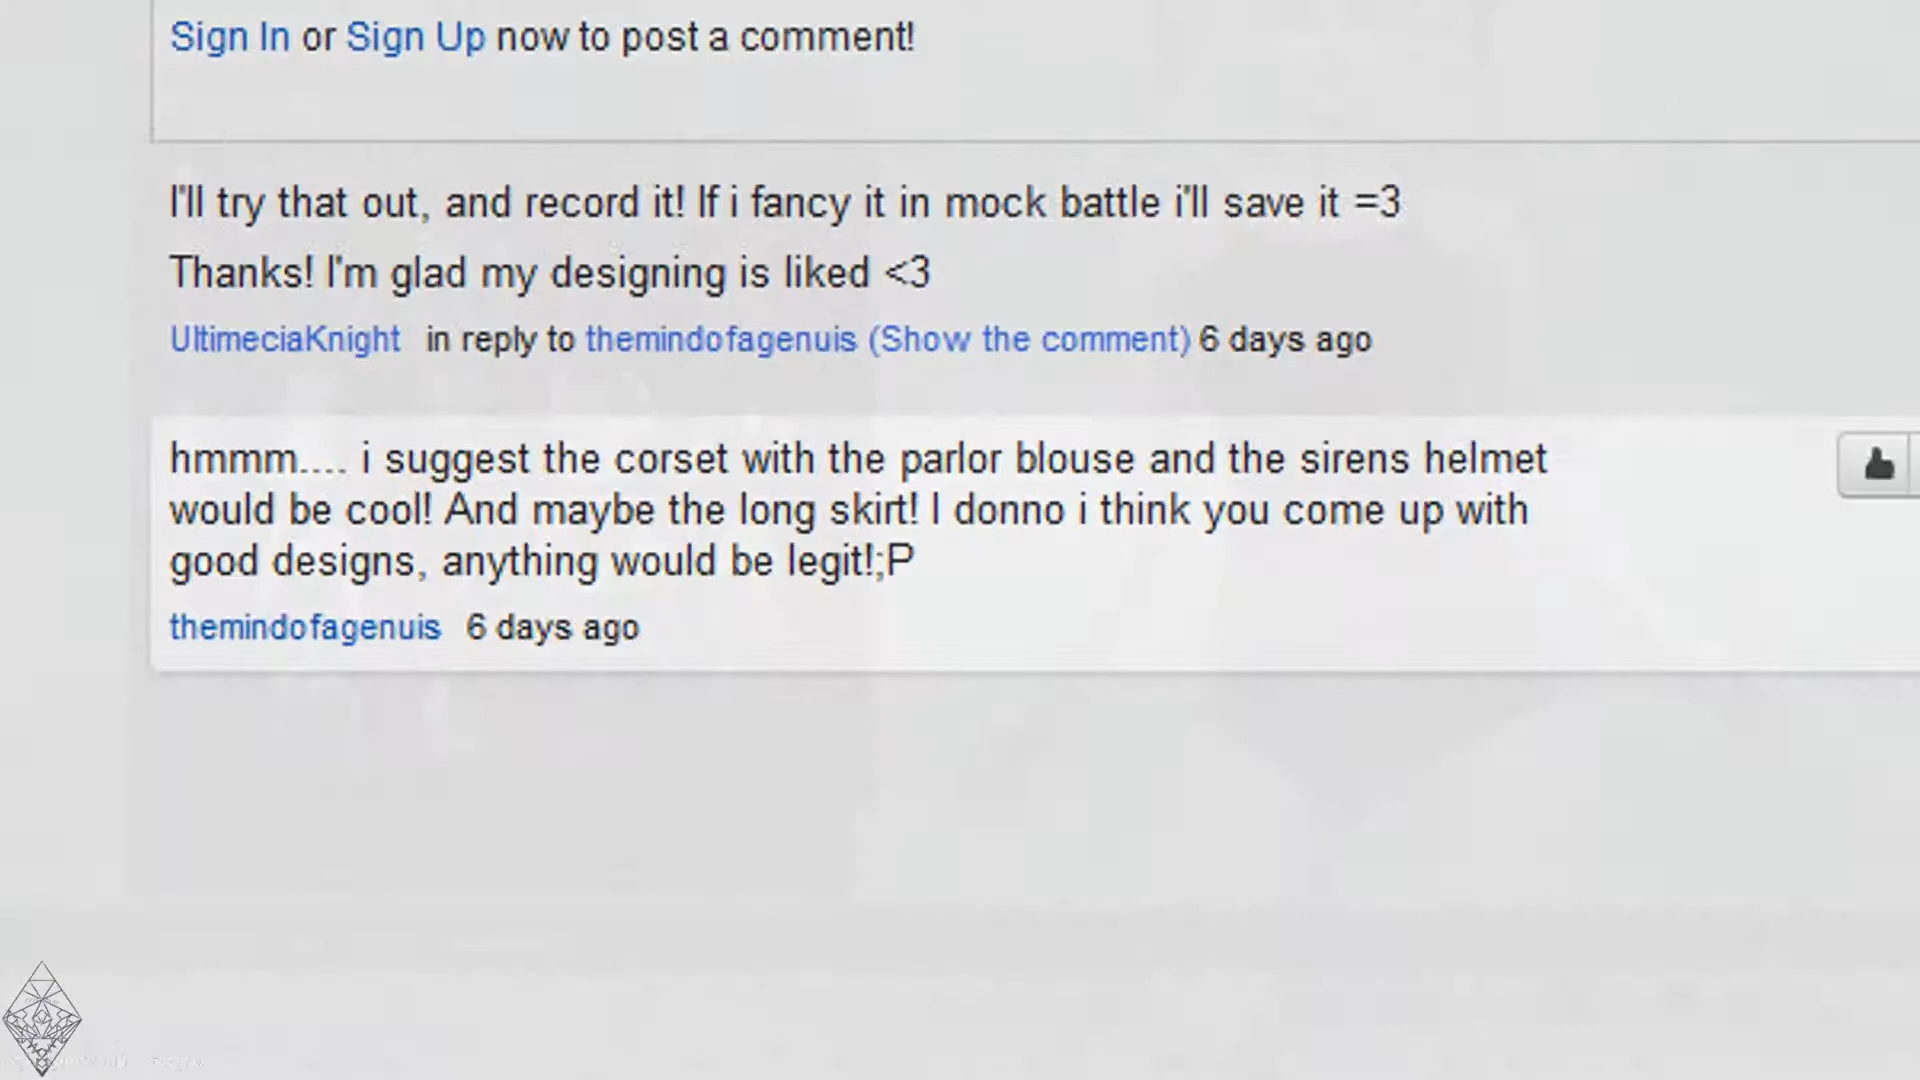 Sign In or Sign Up now to post a comment!
I'll try that out, and record it! If i fancy it in mock battle i'll save it =3
Thanks! I'm glad my designing is liked <3
UltimeciaKnight in reply to themindofagenuis (Show the comment) 6 days ago
hmmm.... i suggest the corset with the parlor blouse and the sirens helmet
would be cool! And maybe the long skirt! I donno i think you come up with
good designs, anything would be legit!;P
themindofagenuis 6 days ago